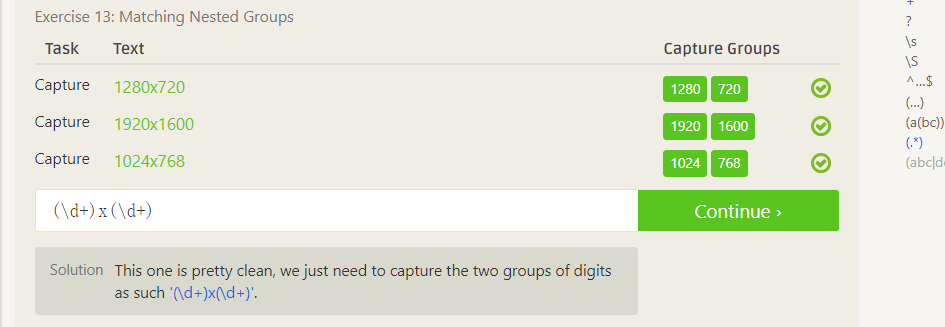 Exercise 13: Matching Nested Groups
Task Text Capture Groups
Capture 1280x720 1280 720
Capture 1920x1600 1920 1600
Capture 1024x768 1024 768
(\d+)x(\d+) Continue ›
Solution This one is pretty clean, we just need to capture the two groups of digits
as such '(\d+)x(\d+)'.
+
?
\s
\S
^...$
(...)
(a(bc))
(.*)